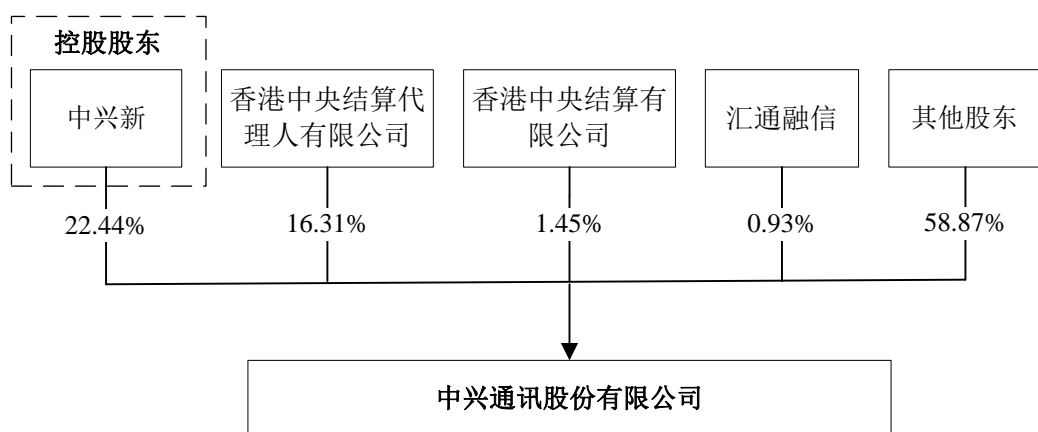 控股股东
中兴新
香港中央结算代
理人有限公司
香港中央结算有
限公司
汇通融信
其他股东
22.44%
16.31%
1.45%
0.93%
58.87%
中兴通讯股份有限公司